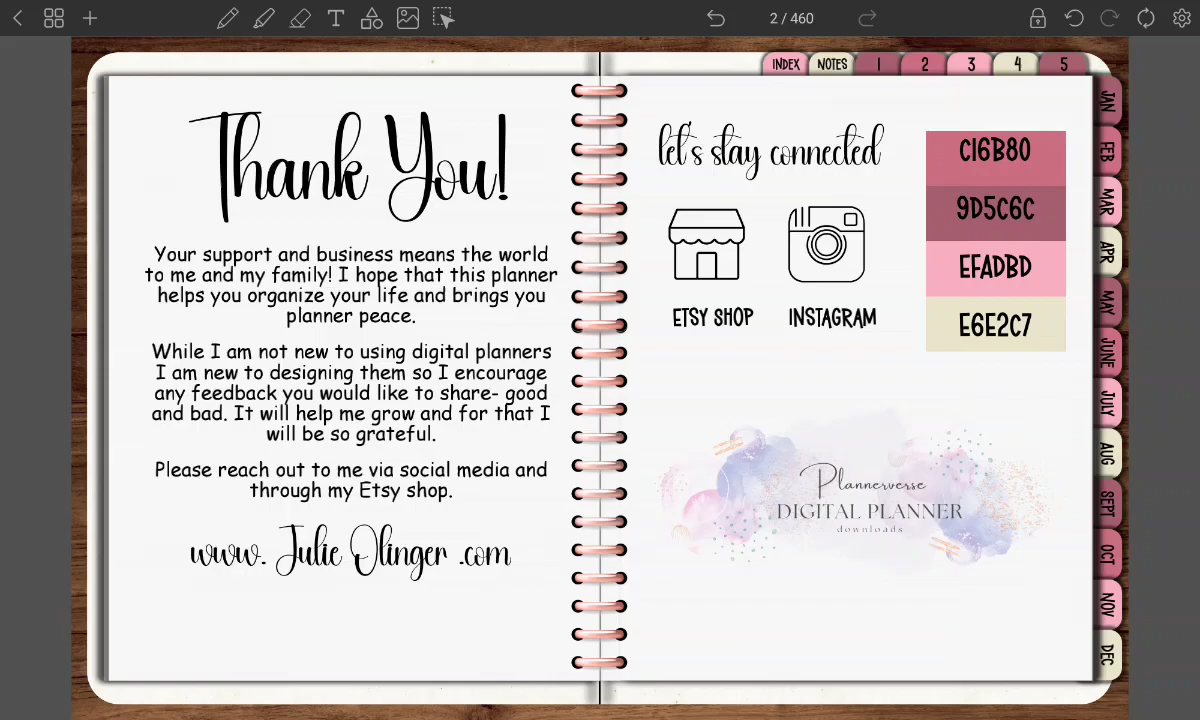 2 / 460
INDEX
NOTES
1
2
3
4
5
Thank You!
Your support and business means the world
to me and my family! I hope that this planner
helps you organize your life and brings you
planner peace.
While I am not new to using digital planners
I am new to designing them so I encourage
any feedback you would like to share- good
and bad. It will help me grow and for that I
will be so grateful.
Please reach out to me via social media and
through my Etsy shop.
www. Julie Olinger .com
let's stay connected
ETSY SHOP
INSTAGRAM
C16B80
9D5C6C
EFADBD
E6E2C7
Plannerverse
DIGITAL PLANNER
downloads
JAN
FEB
MAR
APR
MAY
JUNE
JULY
AUG
SEPT
OCT
NOV
DEC